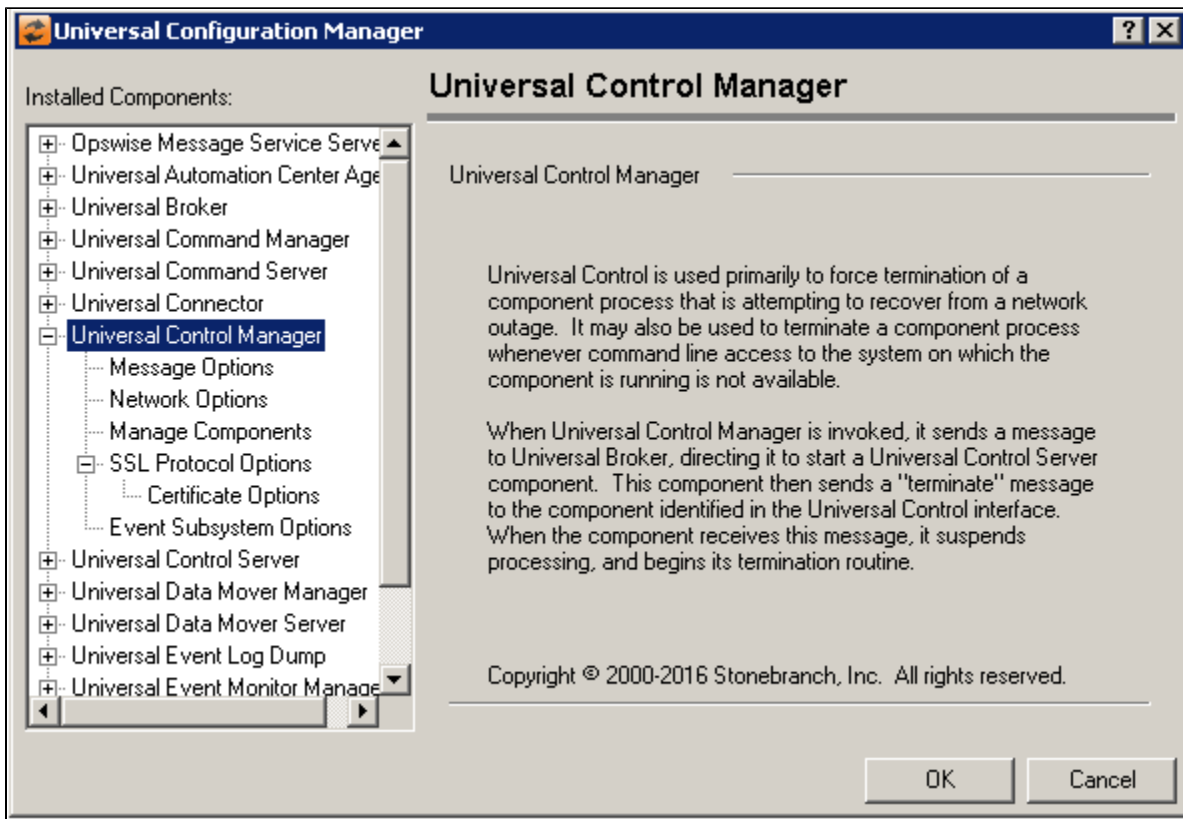 Universal Configuration Manager
Installed Components:
Opswise Message Service Serve
Universal Automation Center Age
Universal Broker
Universal Command Manager
Universal Command Server
Universal Connector
Universal Control Manager
Message Options
Network Options
Manage Components
SSL Protocol Options
Certificate Options
Event Subsystem Options
Universal Control Server
Universal Data Mover Manager
Universal Data Mover Server
Universal Event Log Dump
Universal Event Monitor Manage
Universal Control Manager
Universal Control Manager
Universal Control is used primarily to force termination of a
component process that is attempting to recover from a network
outage.  It may also be used to terminate a component process
whenever command line access to the system on which the
component is running is not available.
When Universal Control Manager is invoked, it sends a message
to Universal Broker, directing it to start a Universal Control Server
component.  This component then sends a "terminate" message
to the component identified in the Universal Control interface.
When the component receives this message, it suspends
processing, and begins its termination routine.
Copyright © 2000-2016 Stonebranch, Inc.  All rights reserved.
OK
Cancel